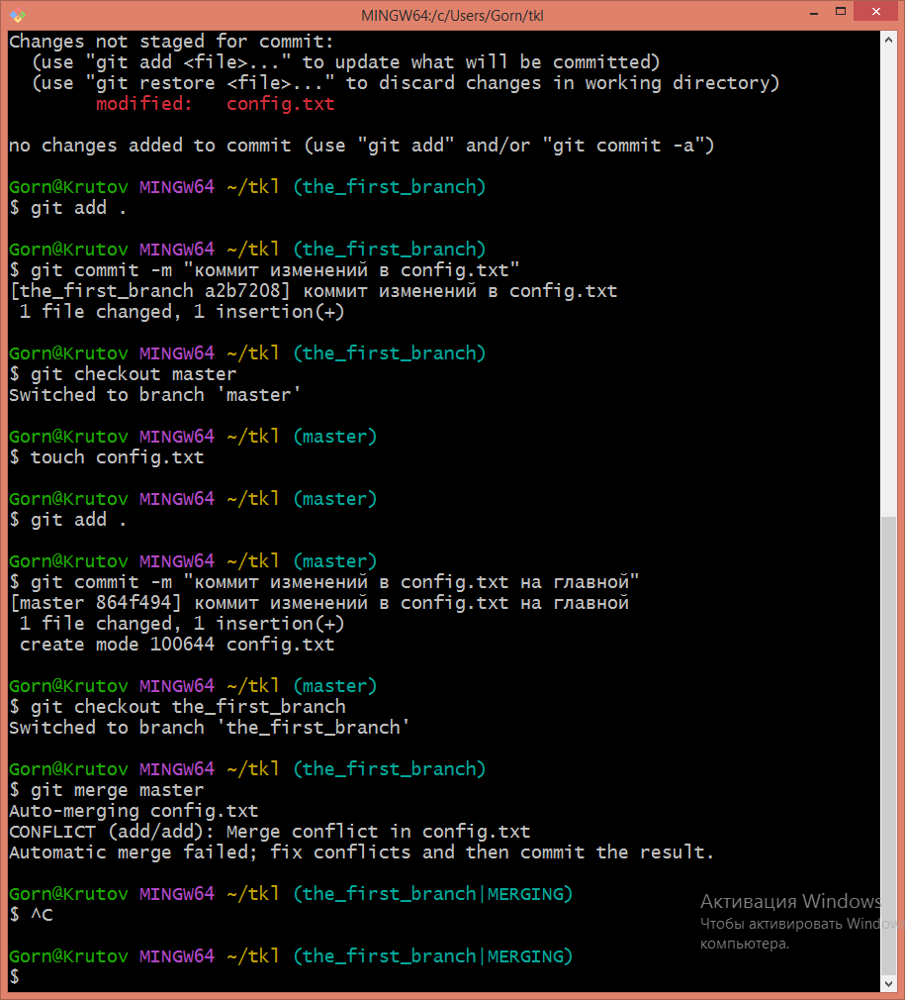 MINGW64:/c/Users/Gorn/tkl
Changes not staged for commit:
  (use "git add <file>..." to update what will be committed)
  (use "git restore <file>..." to discard changes in working directory)
        modified:   config.txt
no changes added to commit (use "git add" and/or "git commit -a")
Gorn@Krutov MINGW64 ~/tkl (the_first_branch)
$ git add .
Gorn@Krutov MINGW64 ~/tkl (the_first_branch)
$ git commit -m "коммит изменений в config.txt"
[the_first_branch a2b7208] коммит изменений в config.txt
 1 file changed, 1 insertion(+)
Gorn@Krutov MINGW64 ~/tkl (the_first_branch)
$ git checkout master
Switched to branch 'master'
Gorn@Krutov MINGW64 ~/tkl (master)
$ touch config.txt
Gorn@Krutov MINGW64 ~/tkl (master)
$ git add .
Gorn@Krutov MINGW64 ~/tkl (master)
$ git commit -m "коммит изменений в config.txt на главной"
[master 864f494] коммит изменений в config.txt на главной
 1 file changed, 1 insertion(+)
 create mode 100644 config.txt
Gorn@Krutov MINGW64 ~/tkl (master)
$ git checkout the_first_branch
Switched to branch 'the_first_branch'
Gorn@Krutov MINGW64 ~/tkl (the_first_branch)
$ git merge master
Auto-merging config.txt
CONFLICT (add/add): Merge conflict in config.txt
Automatic merge failed; fix conflicts and then commit the result.
Gorn@Krutov MINGW64 ~/tkl (the_first_branch|MERGING)
$ ^C
Gorn@Krutov MINGW64 ~/tkl (the_first_branch|MERGING)
$
Активация Windows
Чтобы активировать Windows
компьютера.